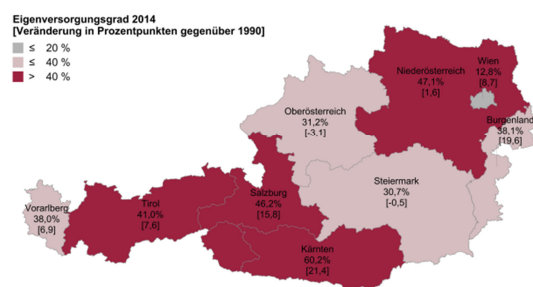 Eigenversorgungsgrad 2014
[Veränderung in Prozentpunkten gegenüber 1990]
≤ 20 %
≤ 40 %
> 40 %
Wien
12,8%
[8,7]
Niederösterreich
47,1%
[1,6]
Oberösterreich
31,2%
[-3,1]
Burgenland
38,1%
[19,6]
Steiermark
30,7%
[-0,5]
Salzburg
46,2%
[15,8]
Tirol
41,0%
[7,6]
Vorarlberg
38,0%
[6,9]
Kärnten
60,2%
[21,4]